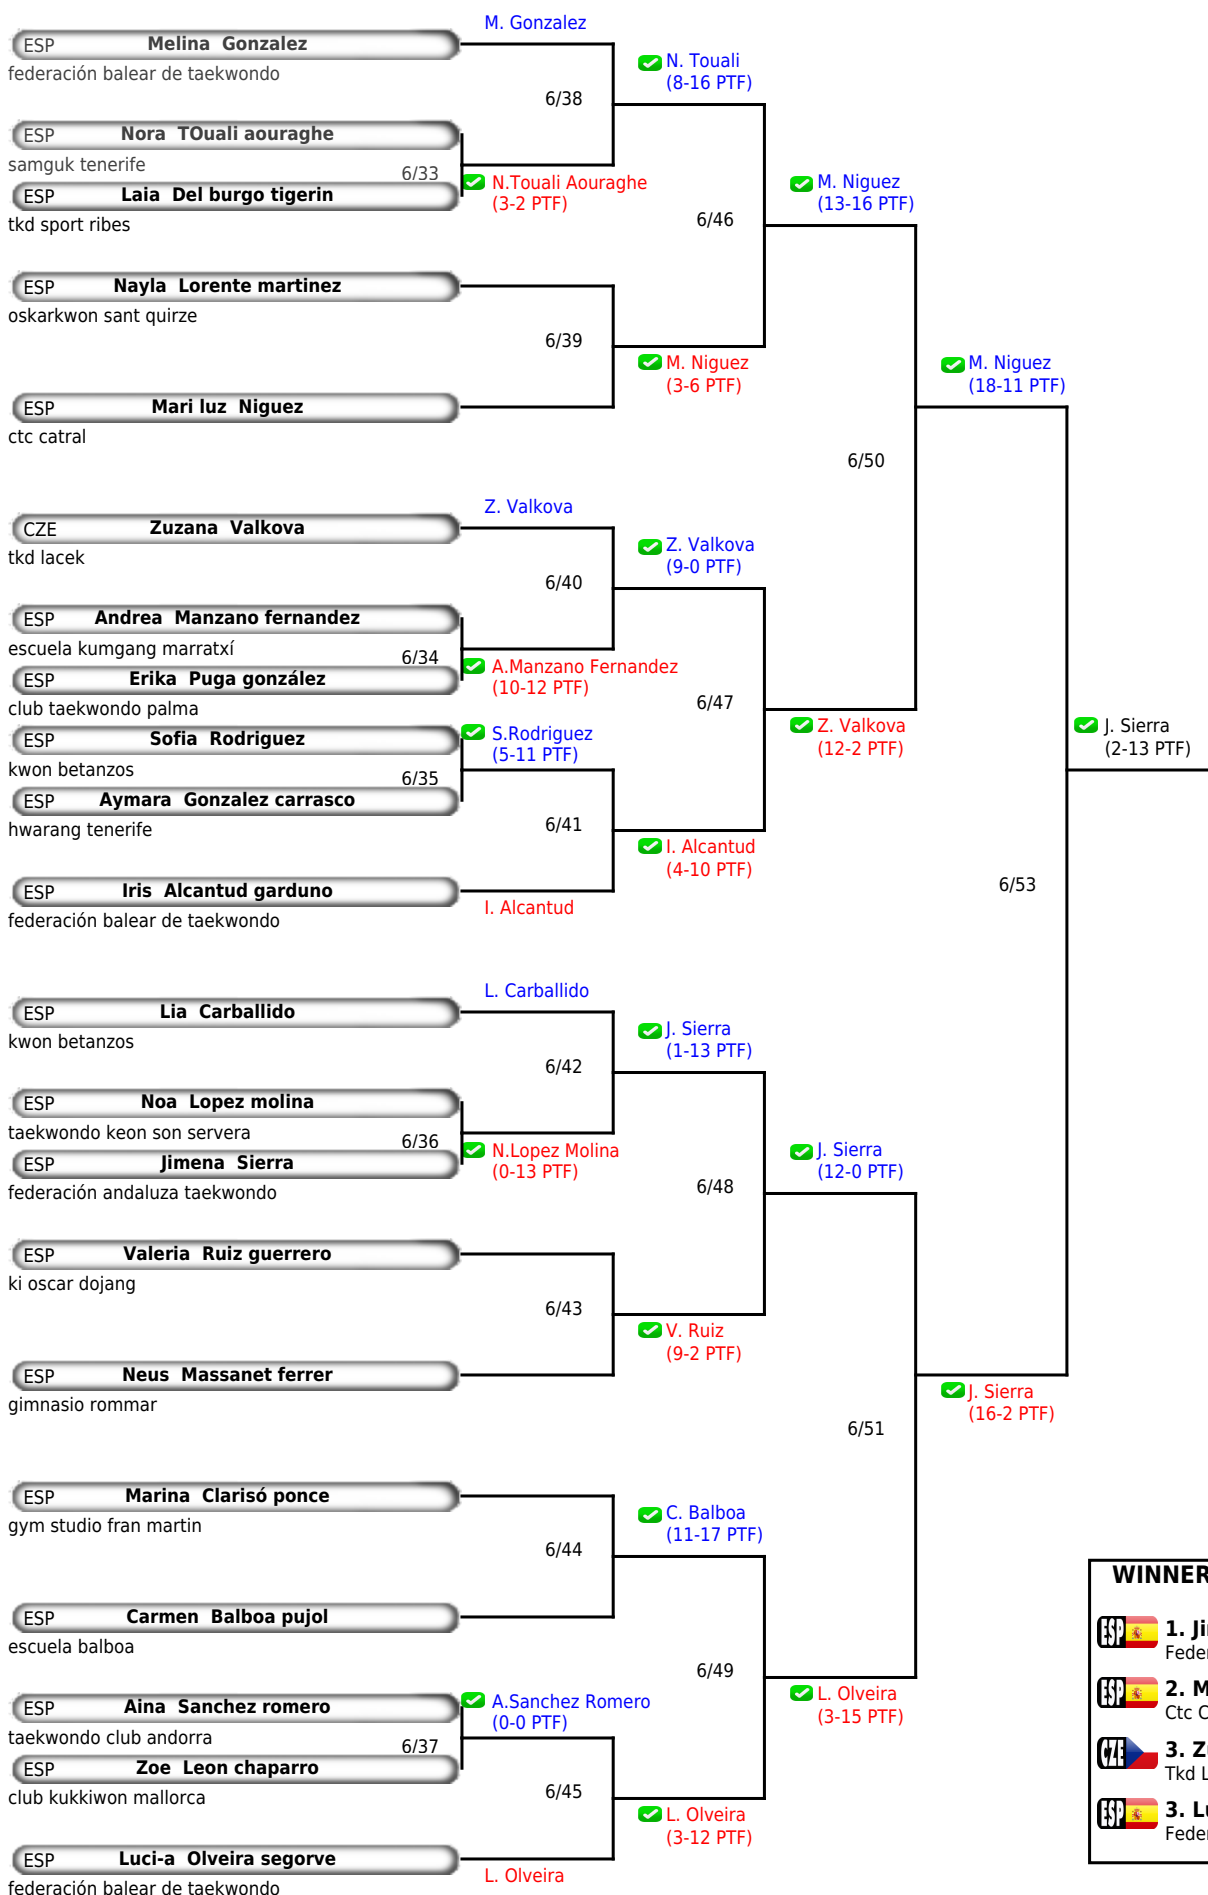 M. Gonzalez
ESP Melina Gonzalez
federación balear de taekwondo
N. Touali
(8-16 PTF)
6/38
ESP Nora TOuali aouraghe
samguk tenerife
6/33
N.Touali Aouraghe
(3-2 PTF)
ESP Laia Del burgo tigerin
tkd sport ribes
M. Niguez
(13-16 PTF)
6/46
ESP Nayla Lorente martinez
oskarkwon sant quirze
6/39
M. Niguez
(3-6 PTF)
M. Niguez
(18-11 PTF)
ESP Mari luz Niguez
ctc catral
6/50
Z. Valkova
CZE Zuzana Valkova
tkd lacek
Z. Valkova
(9-0 PTF)
6/40
ESP Andrea Manzano fernandez
escuela kumgang marratxí
6/34
A.Manzano Fernandez
(10-12 PTF)
ESP Erika Puga gonzález
club taekwondo palma
6/47
ESP Sofia Rodriguez
kwon betanzos
S.Rodriguez
(5-11 PTF)
Z. Valkova
(12-2 PTF)
J. Sierra
(2-13 PTF)
6/35
ESP Aymara Gonzalez carrasco
hwarang tenerife
6/41
I. Alcantud
(4-10 PTF)
ESP Iris Alcantud garduno
federación balear de taekwondo
I. Alcantud
6/53
L. Carballido
ESP Lia Carballido
kwon betanzos
J. Sierra
(1-13 PTF)
6/42
ESP Noa Lopez molina
taekwondo keon son servera
6/36
N.Lopez Molina
(0-13 PTF)
J. Sierra
(12-0 PTF)
ESP Jimena Sierra
federación andaluza taekwondo
6/48
ESP Valeria Ruiz guerrero
ki oscar dojang
6/43
V. Ruiz
(9-2 PTF)
ESP Neus Massanet ferrer
gimnasio rommar
J. Sierra
(16-2 PTF)
6/51
ESP Marina Clarisó ponce
gym studio fran martin
C. Balboa
(11-17 PTF)
6/44
ESP Carmen Balboa pujol
escuela balboa
6/49
ESP Aina Sanchez romero
taekwondo club andorra
A.Sanchez Romero
(0-0 PTF)
L. Olveira
(3-15 PTF)
6/37
ESP Zoe Leon chaparro
club kukkiwon mallorca
6/45
L. Olveira
(3-12 PTF)
ESP Luci-a Olveira segorve
federación balear de taekwondo
L. Olveira
WINNER
ESP 1. Ji
Feder
ESP 2. M
Ctc C
CZE 3. Z
Tkd L
ESP 3. Lu
Feder